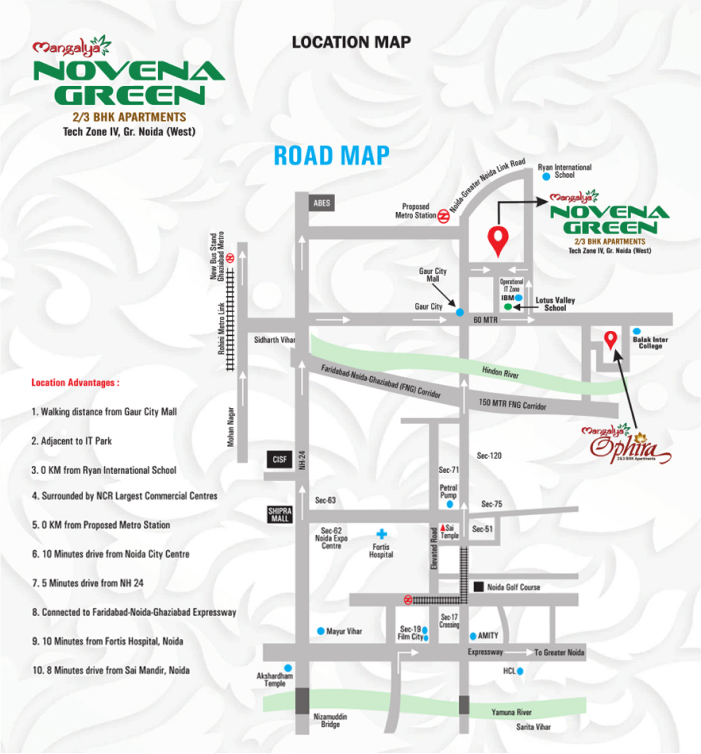 LOCATION MAP
Mangalya
NOVENA
GREEN
2/3 BHK APARTMENTS
Tech Zone IV, Gr. Noida (West)
ROAD MAP
Noida-Greater Noida Link Road
Ryan International
School
ABES
Proposed
Metro Station
Mangalya
NOVENA
GREEN
2/3 BHK APARTMENTS
Tech Zone IV, Gr. Noida (West)
New Bus Stand
Ghaziabad Metro
Gaur City
Mall
Operational
IT Zone
IBM
Lotus Valley
School
Gaur City
60 MTR
Rohini Metro Link
Sidharth Vihar
Balak Inter
College
Hindon River
Faridabad-Noida-Ghaziabad (FNG) Corridor
150 MTR FNG Corridor
Mangalya
Ophira
2&3 BHK Apartments
Mohan Nagar
Location Advantages :
1. Walking distance from Gaur City Mall
2. Adjacent to IT Park
3. 0 KM from Ryan International School
4. Surrounded by NCR Largest Commercial Centres
5. 0 KM from Proposed Metro Station
6. 10 Minutes drive from Noida City Centre
7. 5 Minutes drive from NH 24
8. Connected to Faridabad-Noida-Ghaziabad Expressway
9. 10 Minutes from Fortis Hospital, Noida
10. 8 Minutes drive from Sai Mandir, Noida
CISF
NH-24
Sec-120
Sec-71
Petrol
Pump
Sec-63
Sec-75
SHIPRA
MALL
Sec-62
Noida Expo
Centre
Fortis
Hospital
Elevated Road
Sai
Temple
Sec-51
Noida Golf Course
Sec-17
Crossing
Mayur Vihar
Sec-19
Film City
AMITY
Expressway
To Greater Noida
Akshardham
Temple
HCL
Nizamuddin
Bridge
Yamuna River
Sarita Vihar